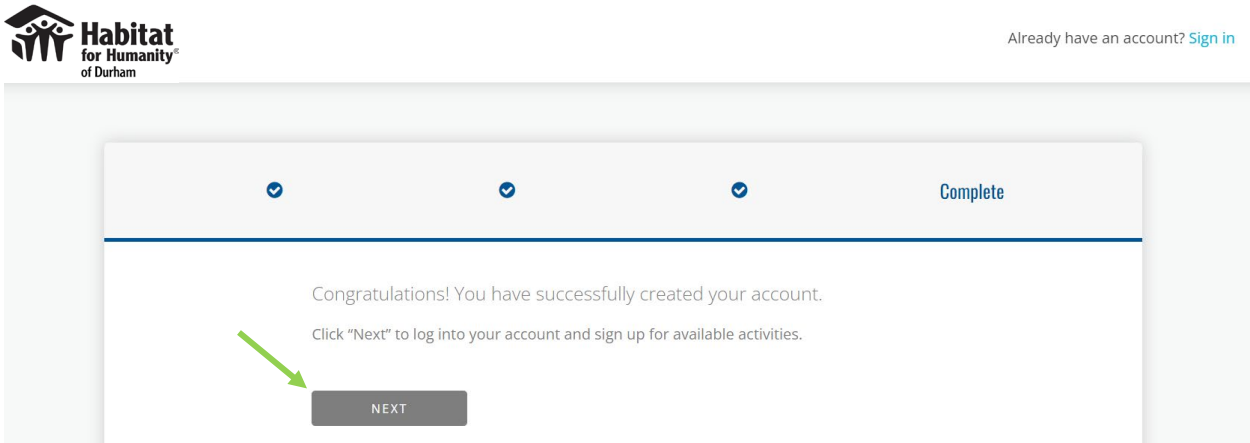 Habitat
for Humanity®
of Durham
Already have an account? Sign in
Complete
Congratulations! You have successfully created your account.
Click “Next” to log into your account and sign up for available activities.
NEXT